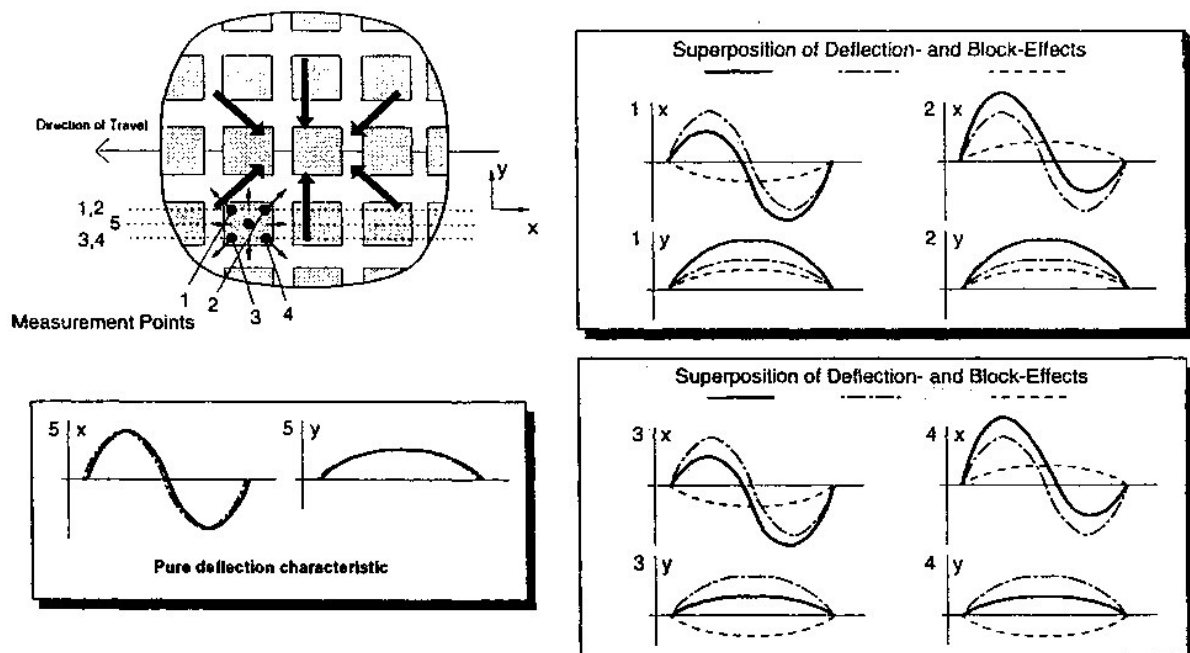 Direction of Travel
y
x
1,2
5
3,4
1
2
3
4
Measurement Points
5 x
5 y
Pure deflection characteristic
Superposition of Deflection- and Block-Effects
1 x
2 x
1 y
2 y
Superposition of Deflection- and Block-Effects
3 x
4 x
3 y
4 y